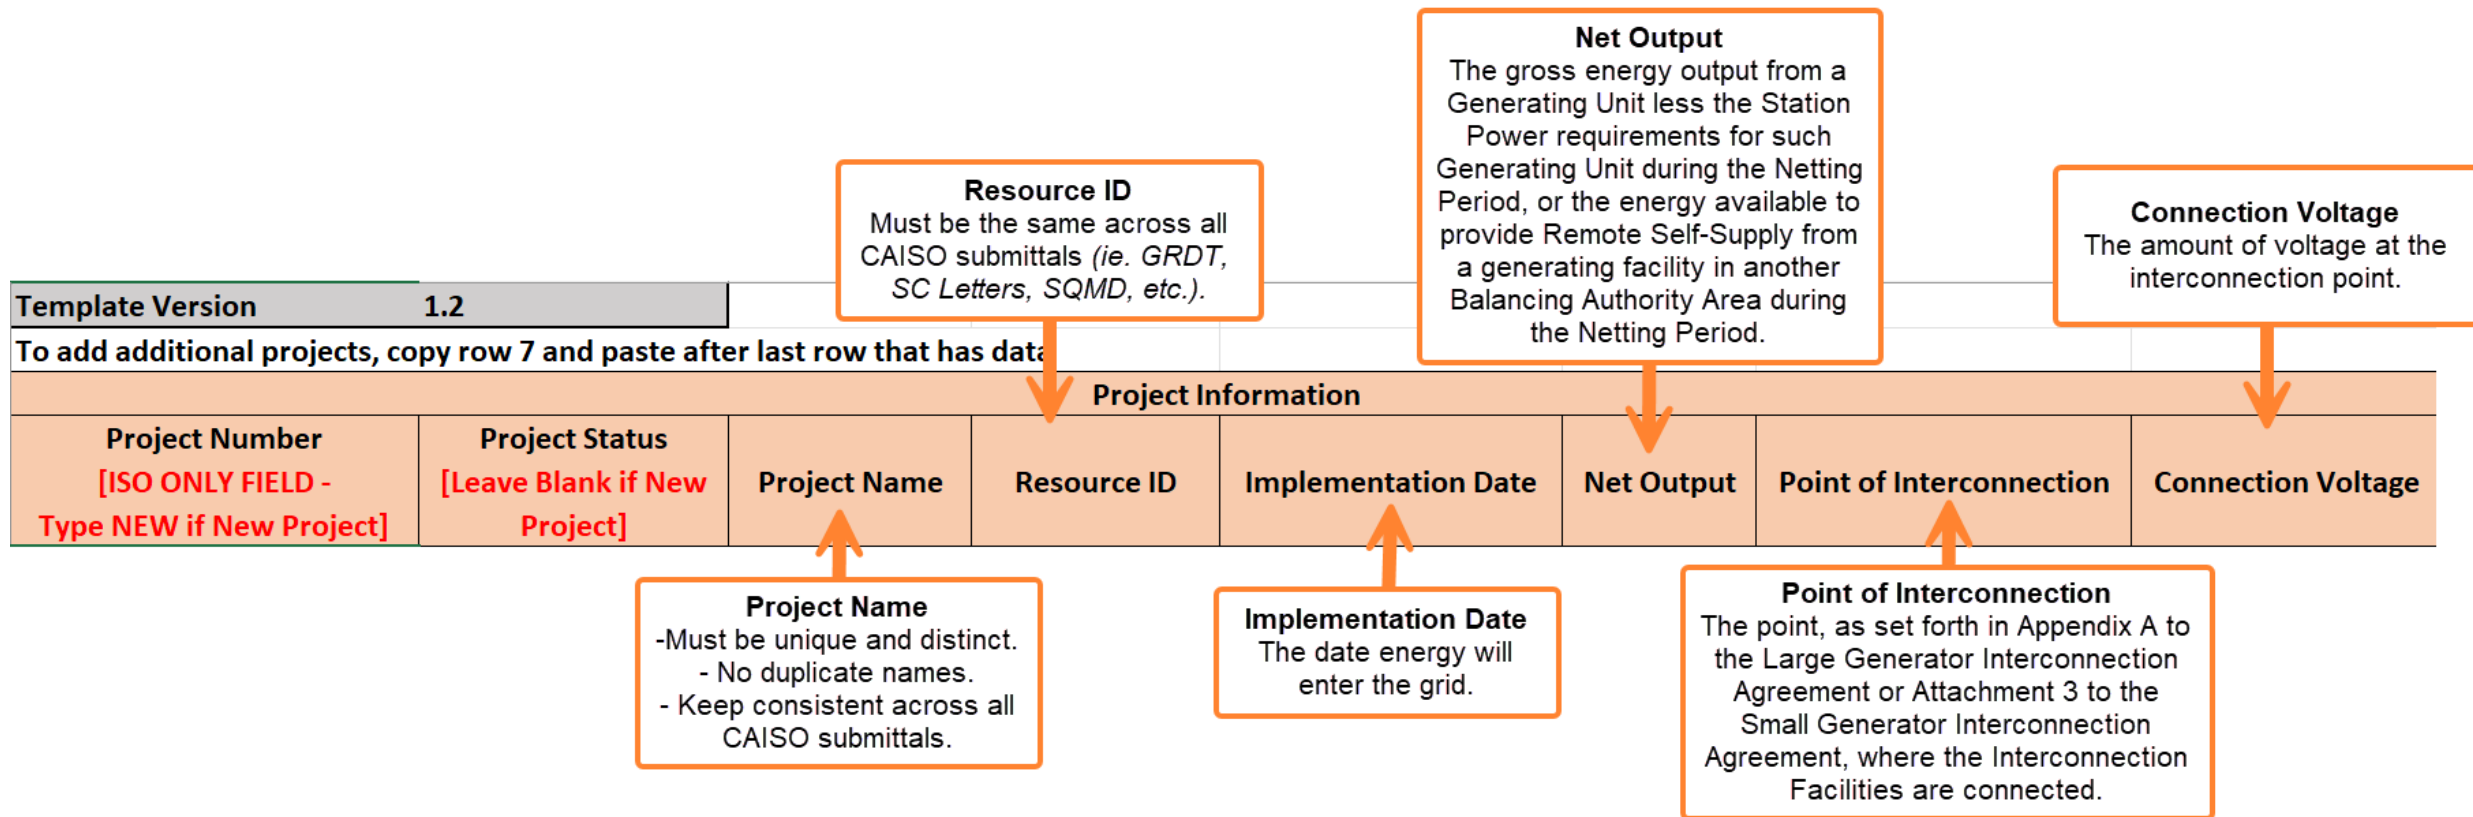 Net Output
The gross energy output from a
Generating Unit less the Station
Power requirements for such
Generating Unit during the Netting
Period, or the energy available to
provide Remote Self-Supply from
a generating facility in another
Balancing Authority Area during
the Netting Period.
Resource ID
Must be the same across all
CAISO submittals (ie. GRDT,
SC Letters, SQMD, etc.).
Connection Voltage
The amount of voltage at the
interconnection point.
Template Version 1.2
To add additional projects, copy row 7 and paste after last row that has data
Project Information
Project Number
[ISO ONLY FIELD -
Type NEW if New Project]
Project Status
[Leave Blank if New
Project]
Project Name
Resource ID
Implementation Date
Net Output
Point of Interconnection
Connection Voltage
Project Name
-Must be unique and distinct.
- No duplicate names.
- Keep consistent across all
CAISO submittals.
Implementation Date
The date energy will
enter the grid.
Point of Interconnection
The point, as set forth in Appendix A to
the Large Generator Interconnection
Agreement or Attachment 3 to the
Small Generator Interconnection
Agreement, where the Interconnection
Facilities are connected.